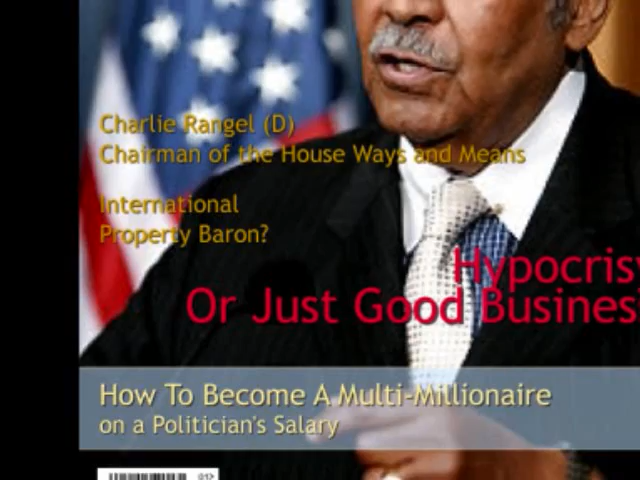 Charlie Rangel (D)
Chairman of the House Ways and Means
International
Property Baron?
Hypocrisy
Or Just Good Busines
How To Become A Multi-Millionaire
on a Politician's Salary